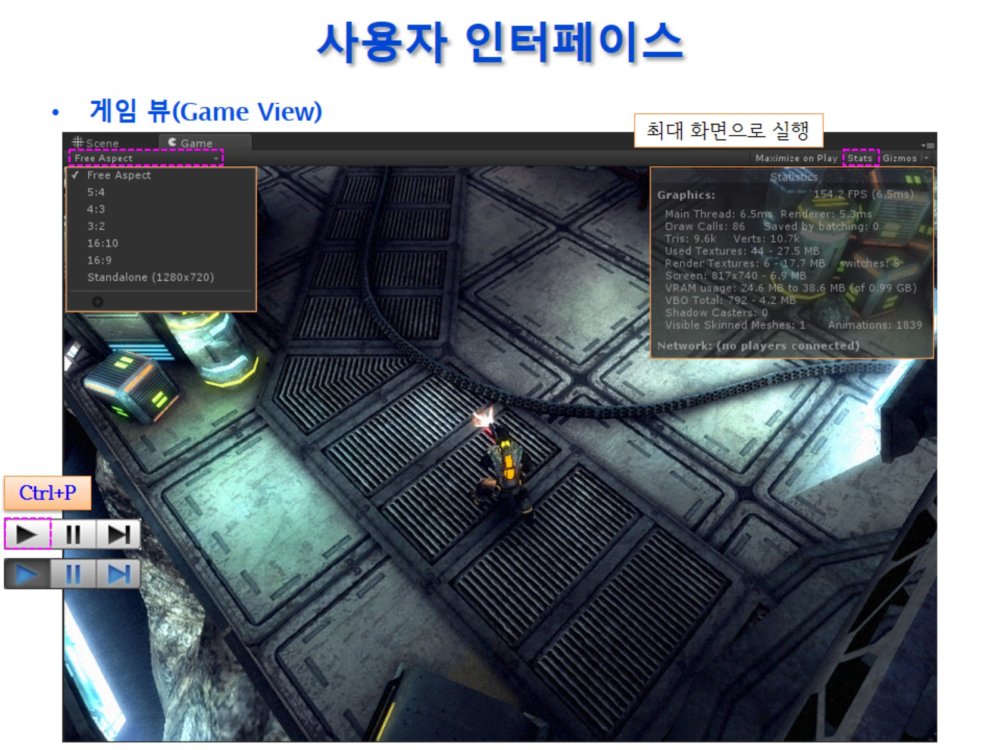 사용자 인터페이스
• 게임 뷰(Game View)
최대 화면으로 실행
Scene Game
Free Aspect Maximize on Play Stats Gizmos
✓ Free Aspect
5:4
4:3
3:2
16:10
16:9
Standalone (1280x720)
Statistics
Graphics: 154.2 FPS (6.5ms)
Main Thread: 6.5ms Renderer: 5.3ms
Draw Calls: 86 Saved by batching: 0
Tris: 9.6k Verts: 10.7k
Used Textures: 44 - 27.5 MB
Render Textures: 6 - 17.7 MB switches: 5
Screen: 817x740 - 6.9 MB
VRAM usage: 24.6 MB to 38.6 MB (of 0.99 GB)
VBO Total: 792 - 4.2 MB
Shadow Casters: 0
Visible Skinned Meshes: 1 Animations: 1839
Network: (no players connected)
Ctrl+P